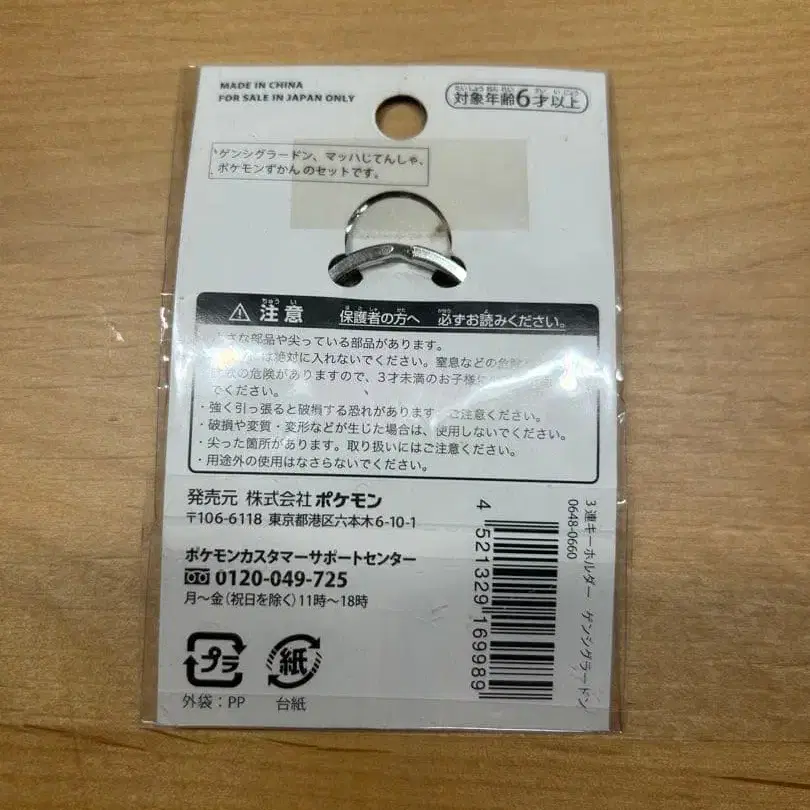 MADE IN CHINA
FOR SALE IN JAPAN ONLY
対象年齢6才以上
ゲンシグラードン、マッハじてんしゃ、
ポケモンずかん のセットです。
注意 保護者の方へ 必ずお読みください。
さな部品や尖っている部品があります。
は絶対に入れないでください。窒息などの危険
の危険がありますので、3才未満のお子様に
でください。
・強く引っ張ると破損する恐れがあります。ご注意ください。
・破損や変質・変形などが生じた場合は、使用しないでください。
・尖った箇所があります。取り扱いにはご注意ください。
・用途外の使用はなさらないでください。
発売元 株式会社 ポケモン
〒106-6118 東京都港区六本木6-10-1
ポケモンカスタマーサポートセンター
0120-049-725
月～金(祝日を除く)11時～18時
プラ
紙
外袋：PP
台紙
4 521329 169989
3連キーホルダー ゲンシグラードン
0648-0660